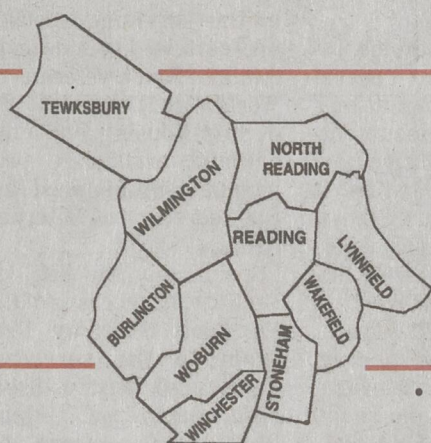 TEWKSBURY
NORTH
READING
WILMINGTON
READING
LYNNFIELD
WAKEFIELD
BURLINGTON
WOBURN
STONEHAM
WINCHESTER